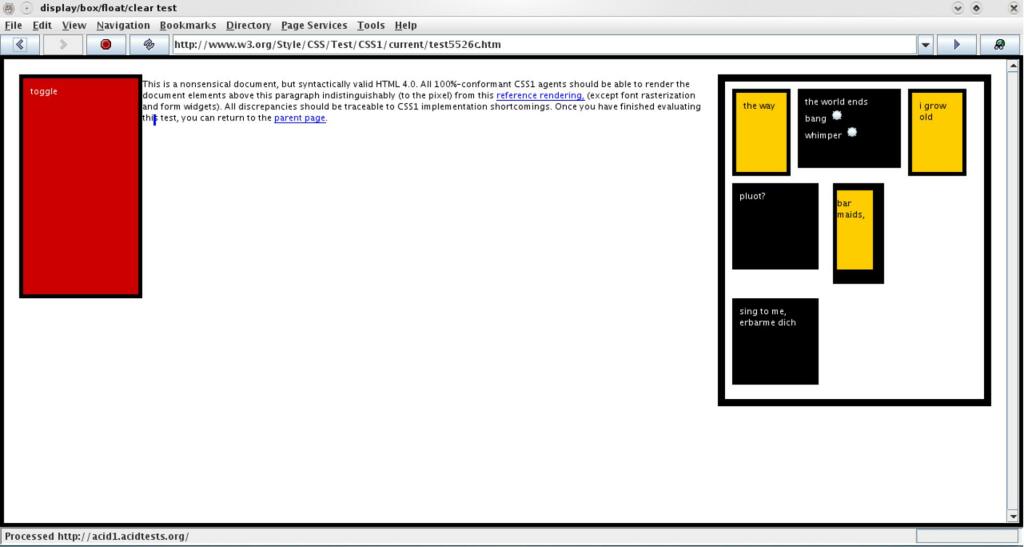 display/box/float/clear test
File Edit View Navigation Bookmarks Directory Page Services Tools Help
http://www.w3.org/Style/CSS/Test/CSS1/current/test5526c.htm
toggle
This is a nonsensical document, but syntactically valid HTML 4.0. All 100%-conformant CSS1 agents should be able to render the
document elements above this paragraph indistinguishably (to the pixel) from this reference rendering, (except font rasterization
and form widgets). All discrepancies should be traceable to CSS1 implementation shortcomings. Once you have finished evaluating
this test, you can return to the parent page.
the way
the world ends
bang
whimper
i grow
old
pluot?
bar
maids,
sing to me,
erbarme dich
Processed http://acid1.acidtests.org/